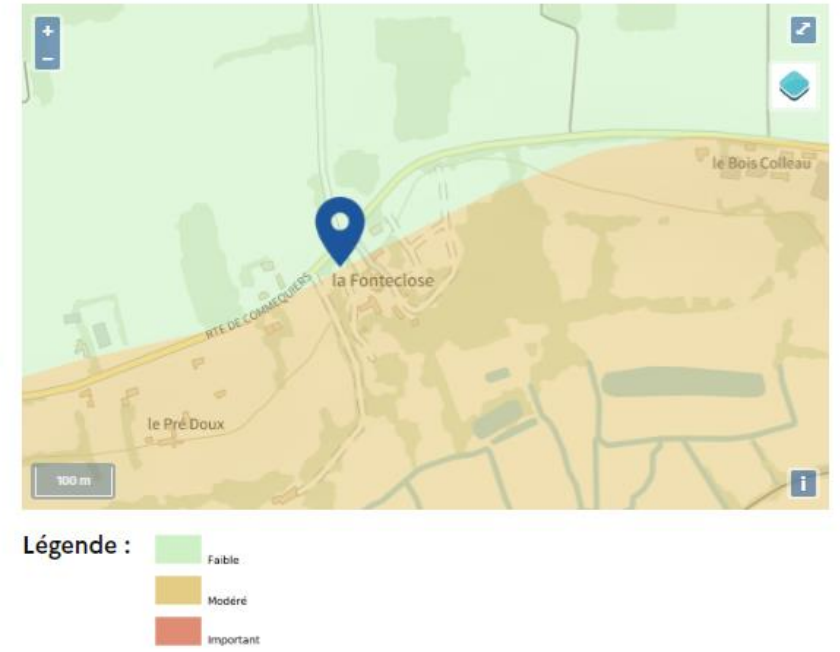 +
−
le Bois Colleau
la Fonteclose
RTE DE COMMEQUIERS
le Pré Doux
100 m
i
Légende :
Faible
Modéré
Important